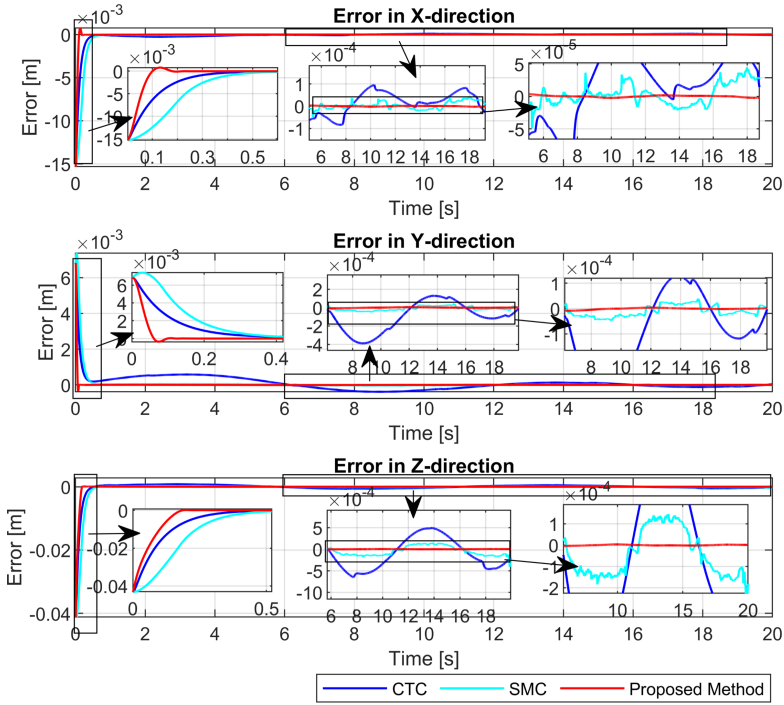 Error in X-direction
×10⁻³
0
-5
-10
-15
Error [m]
×10⁻³
0
-5
-10
-15
0.1 0.3 0.5
×10⁻⁴
1
0
-1
6 8 10 12 14 16 18
×10⁻⁵
5
0
-5
6 8 10 12 14 16 18
0 2 4 6 8 10 12 14 16 18 20
Time [s]
Error in Y-direction
×10⁻³
6
4
2
0
Error [m]
×10⁻³
6
4
2
0
0 0.2 0.4
×10⁻⁴
2
0
-2
-4
8 10 12 14 16 18
×10⁻⁴
1
0
-1
8 10 12 14 16 18
0 2 4 6 8 10 12 14 16 18 20
Time [s]
Error in Z-direction
0
-0.02
-0.04
Error [m]
0
-0.02
-0.04
0 0.5
×10⁻⁴
5
0
-5
-10
6 8 10 12 14 16 18
×10⁻⁴
1
0
-1
-2
10 15 20
0 2 4 6 8 10 12 14 16 18 20
Time [s]
CTC SMC Proposed Method